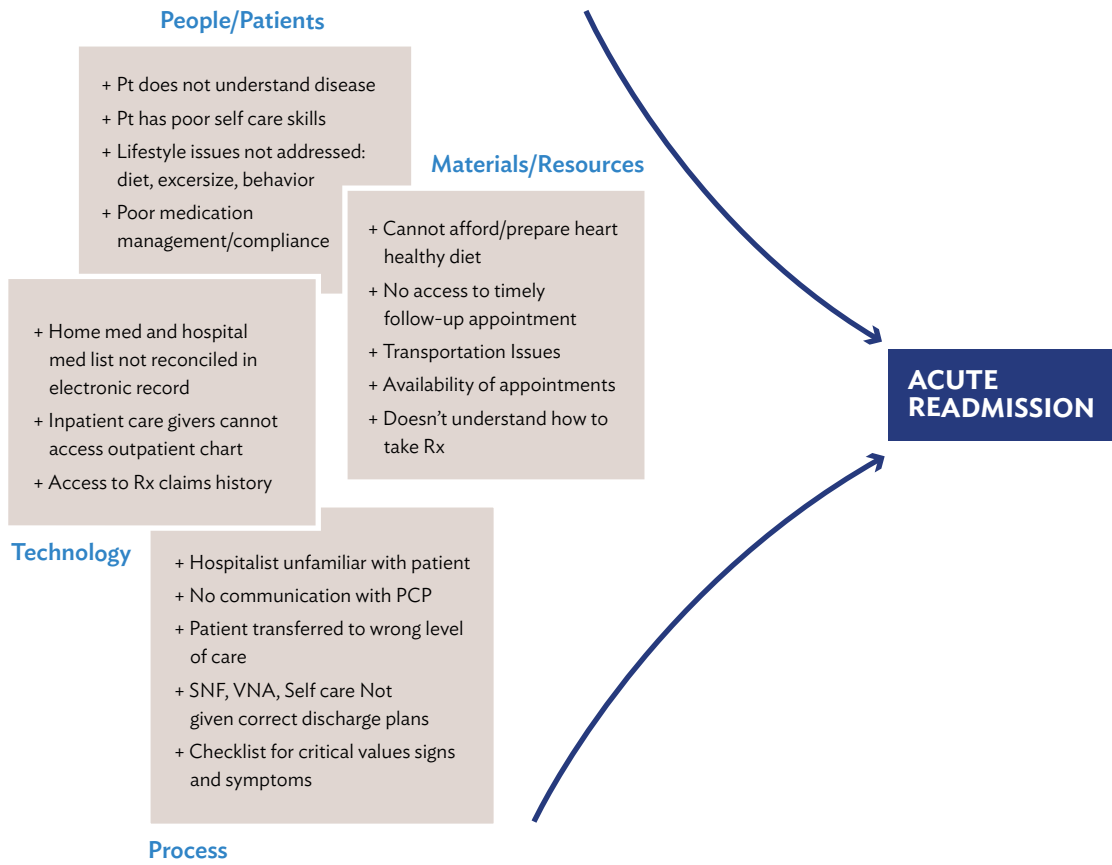 People/Patients
+ Pt does not understand disease
+ Pt has poor self care skills
+ Lifestyle issues not addressed:
diet, excersize, behavior
+ Poor medication
management/compliance
Materials/Resources
+ Cannot afford/prepare heart
healthy diet
+ No access to timely
follow-up appointment
+ Transportation Issues
+ Availability of appointments
+ Doesn't understand how to
take Rx
+ Home med and hospital
med list not reconciled in
electronic record
+ Inpatient care givers cannot
access outpatient chart
+ Access to Rx claims history
Technology
+ Hospitalist unfamiliar with patient
+ No communication with PCP
+ Patient transferred to wrong level
of care
+ SNF, VNA, Self care Not
given correct discharge plans
+ Checklist for critical values signs
and symptoms
Process
ACUTE
READMISSION